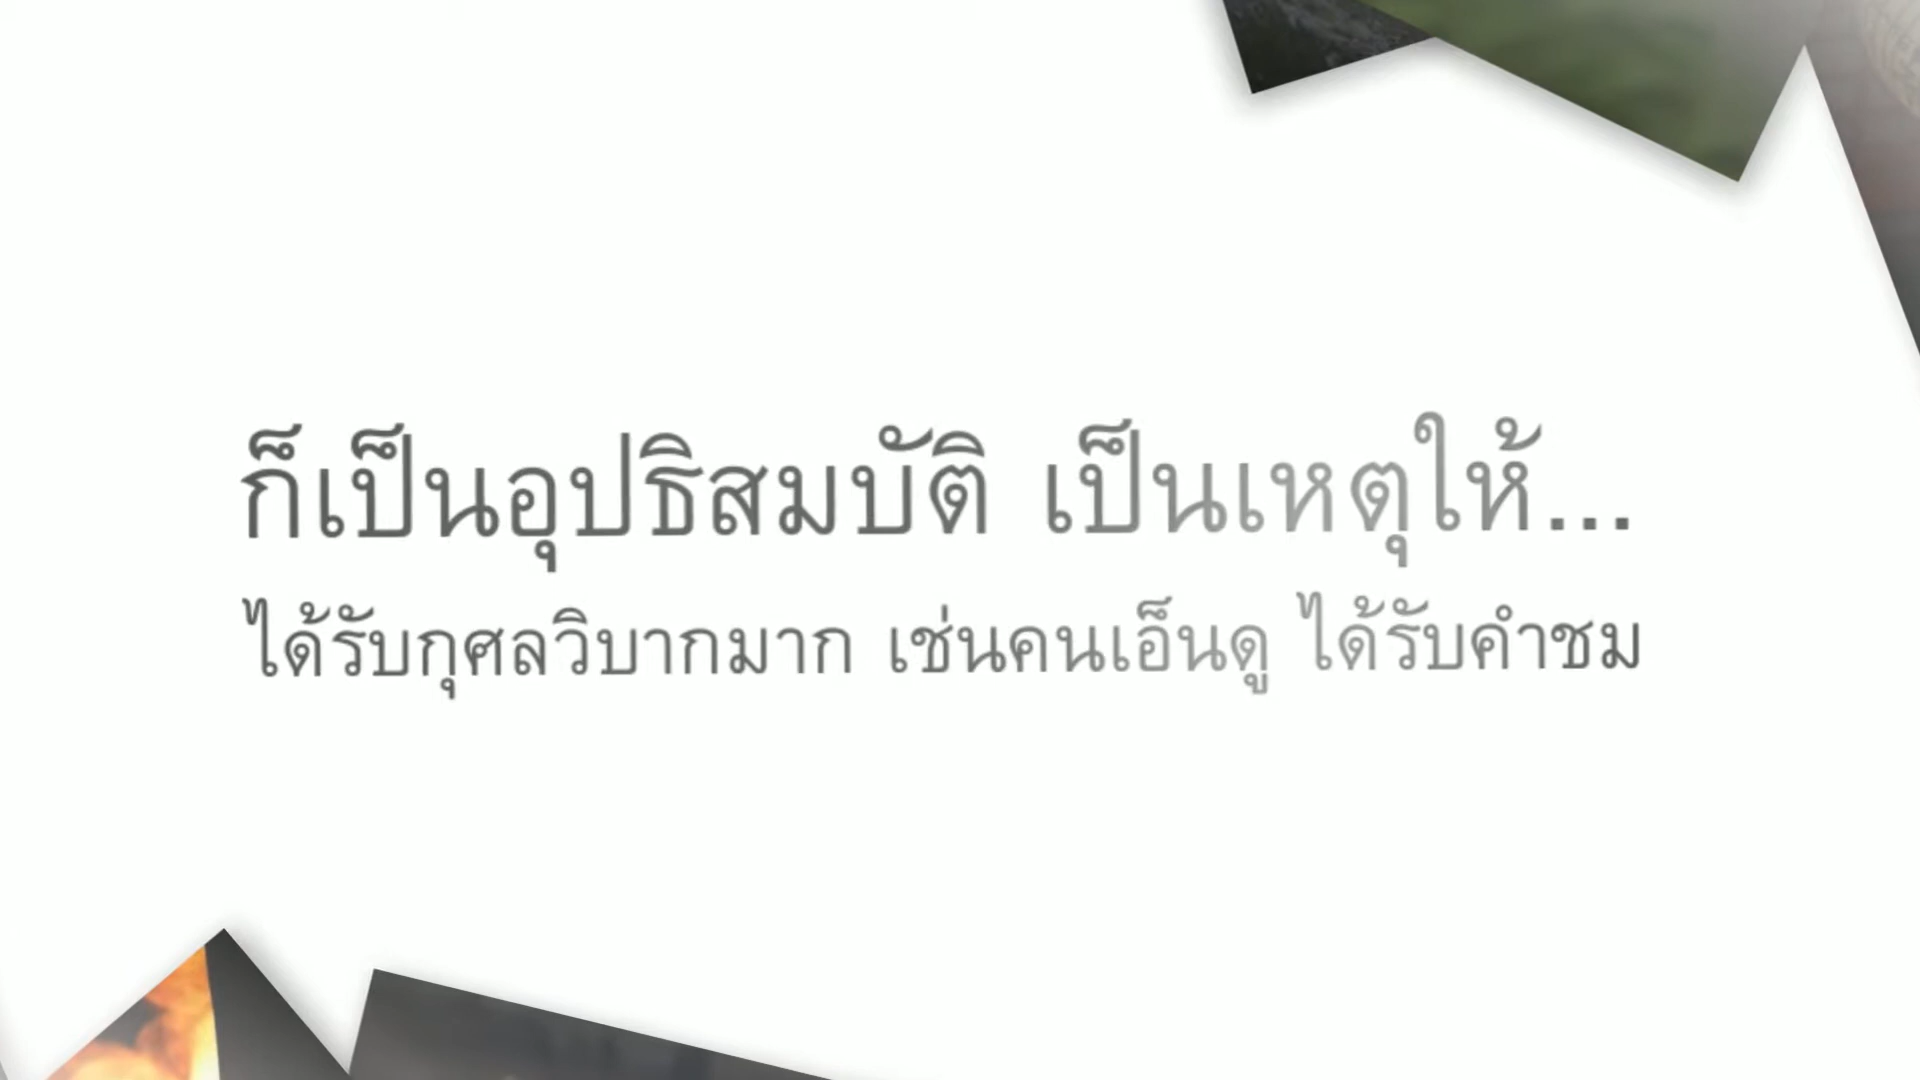 ก็เป็นอุปธิสมบัติ เป็นเหตุให้...
ได้รับกุศลวิบากมาก เช่นคนเอ็นดู ได้รับคำชม